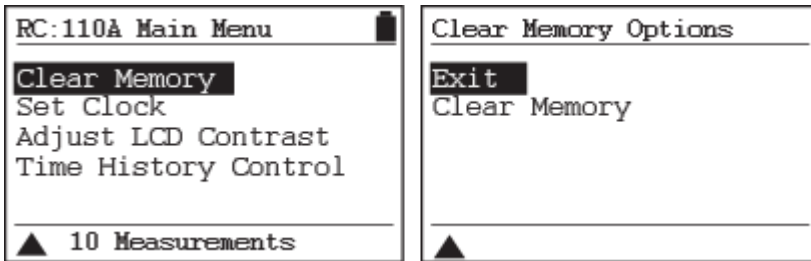 RC:110A Main Menu
Clear Memory
Set Clock
Adjust LCD Contrast
Time History Control
10 Measurements
Clear Memory Options
Exit
Clear Memory